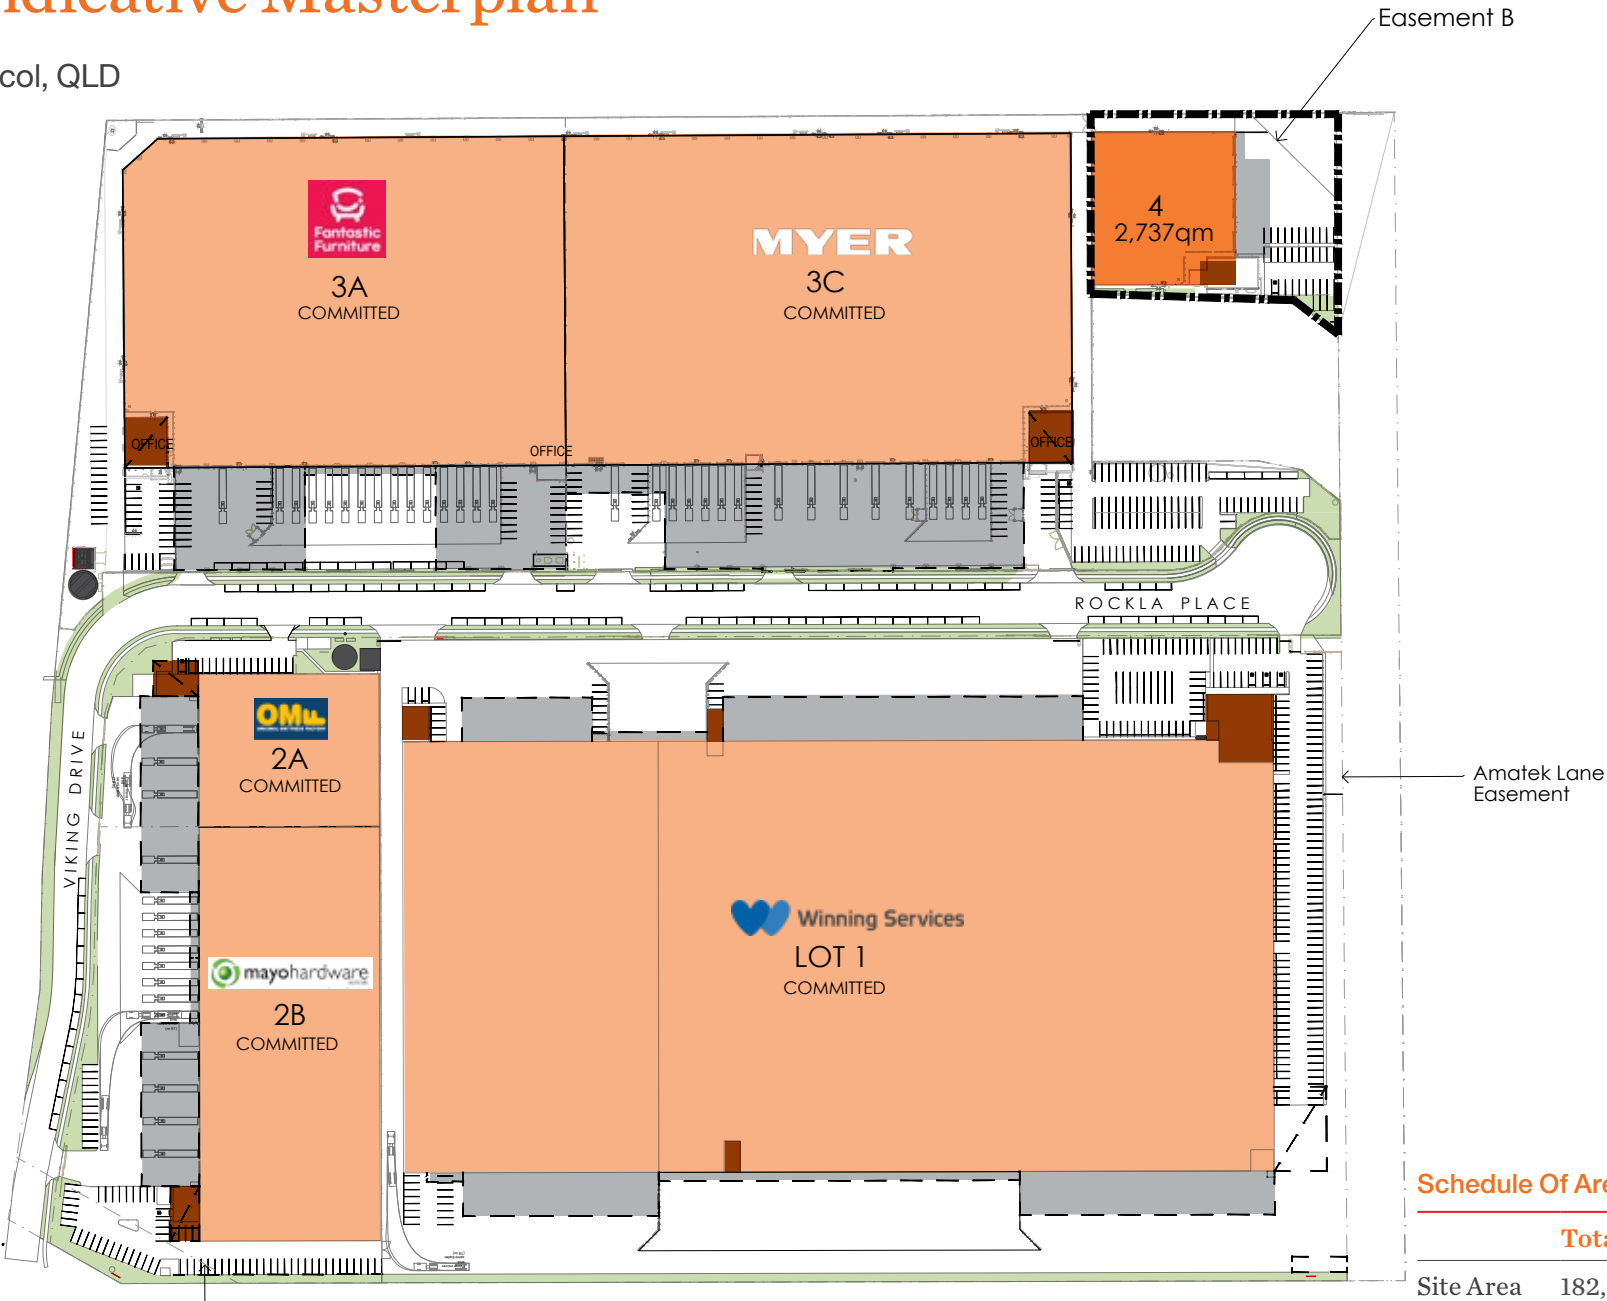 dicative Masterplan
col, QLD
Easement B
Fantastic
Furniture
3A
COMMITTED
MYER
3C
COMMITTED
4
2,737qm
OFFICE
OFFICE
OFFICE
ROCKLA PLACE
VIKING DRIVE
OMF
2A
COMMITTED
mayohardware
2B
COMMITTED
Winning Services
LOT 1
COMMITTED
Amatek Lane
Easement
Schedule Of Are
Tota
Site Area 182,